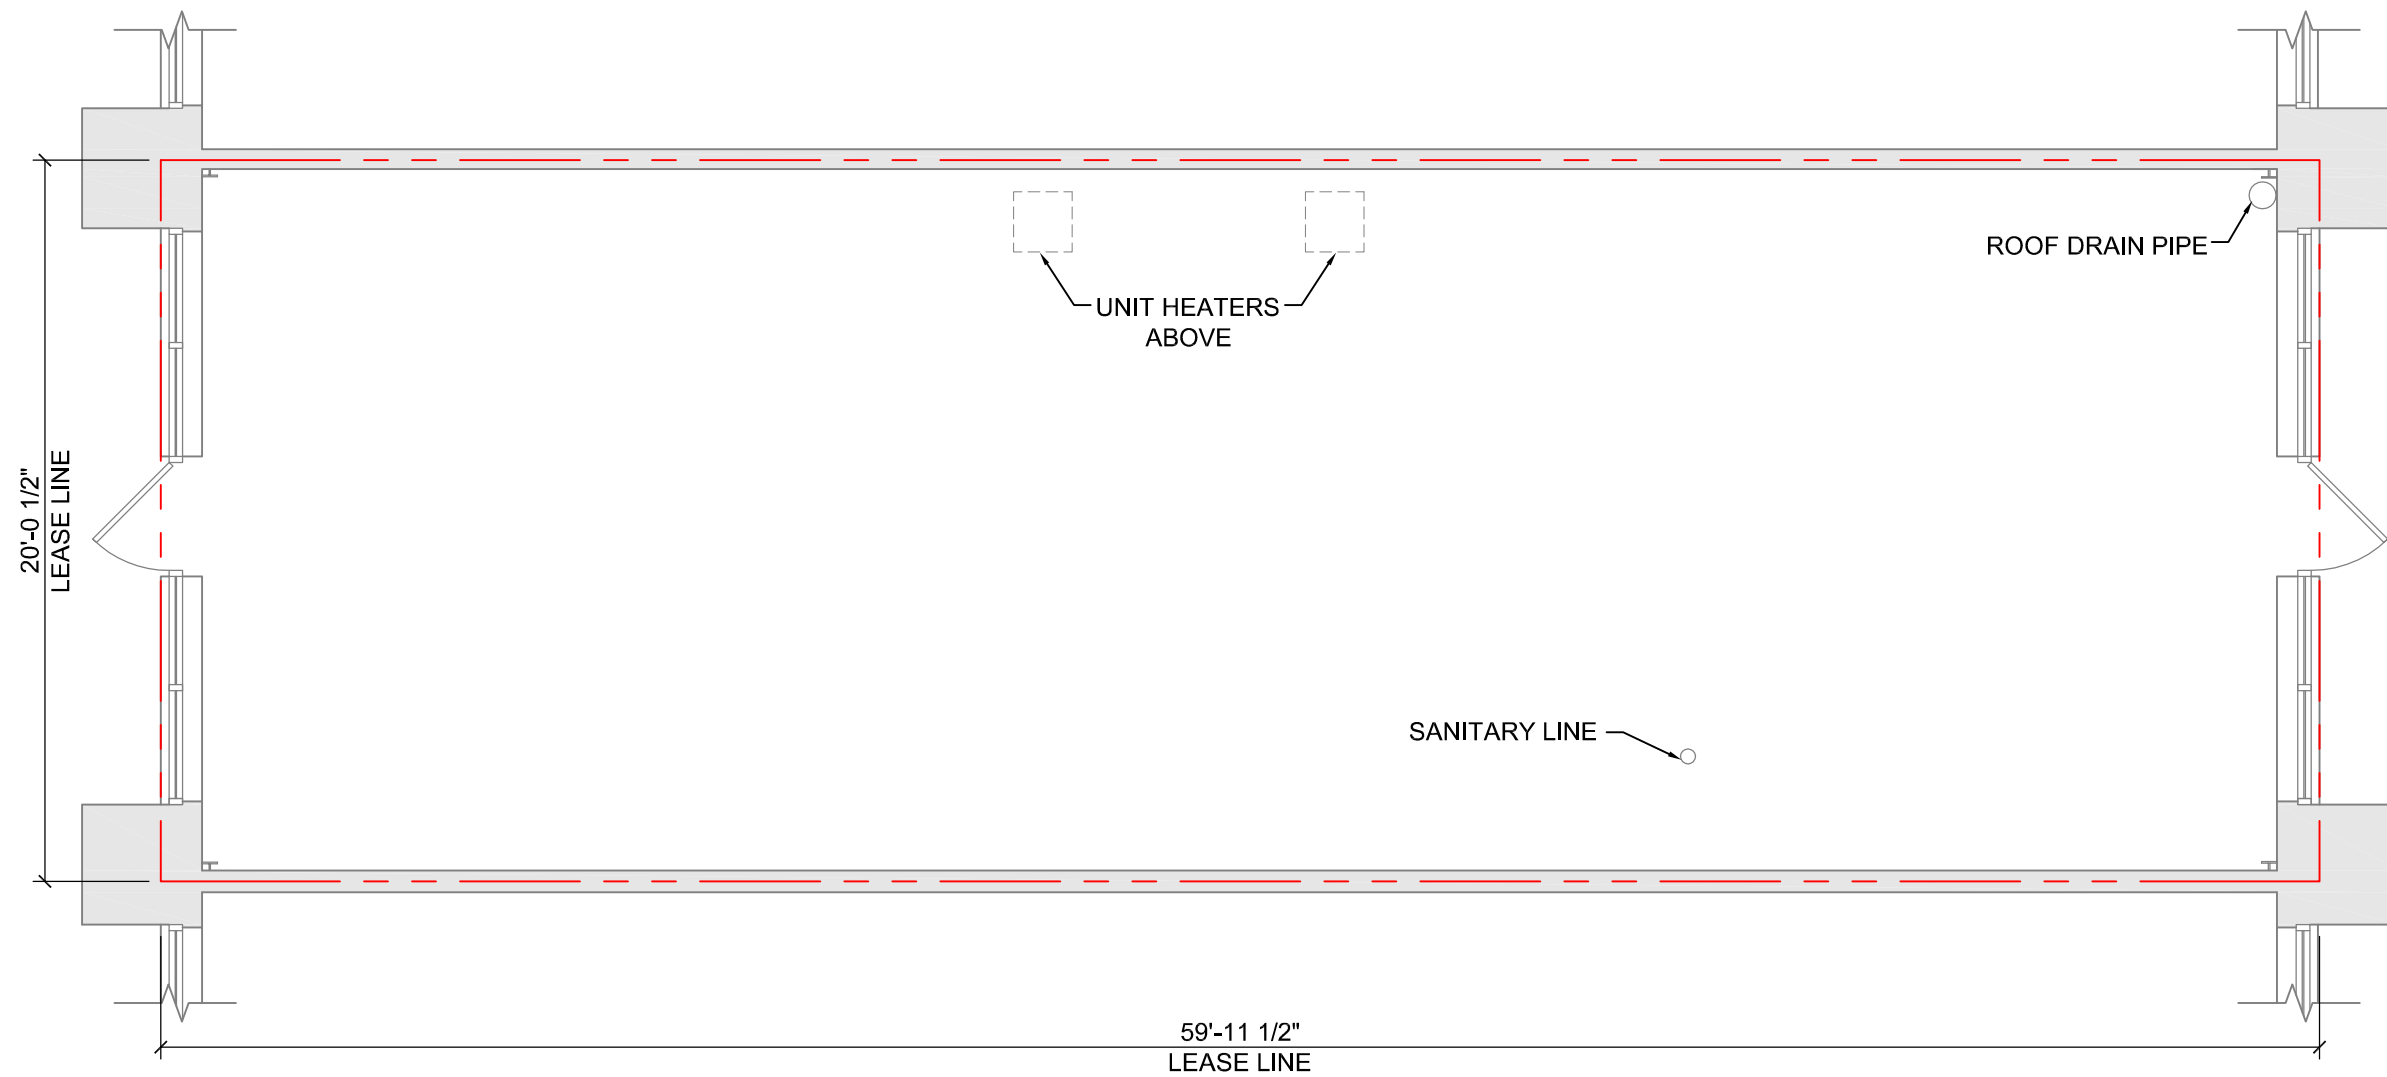 ROOF DRAIN PIPE
UNIT HEATERS
ABOVE
20'-0 1/2"
LEASE LINE
SANITARY LINE
59'-11 1/2"
LEASE LINE